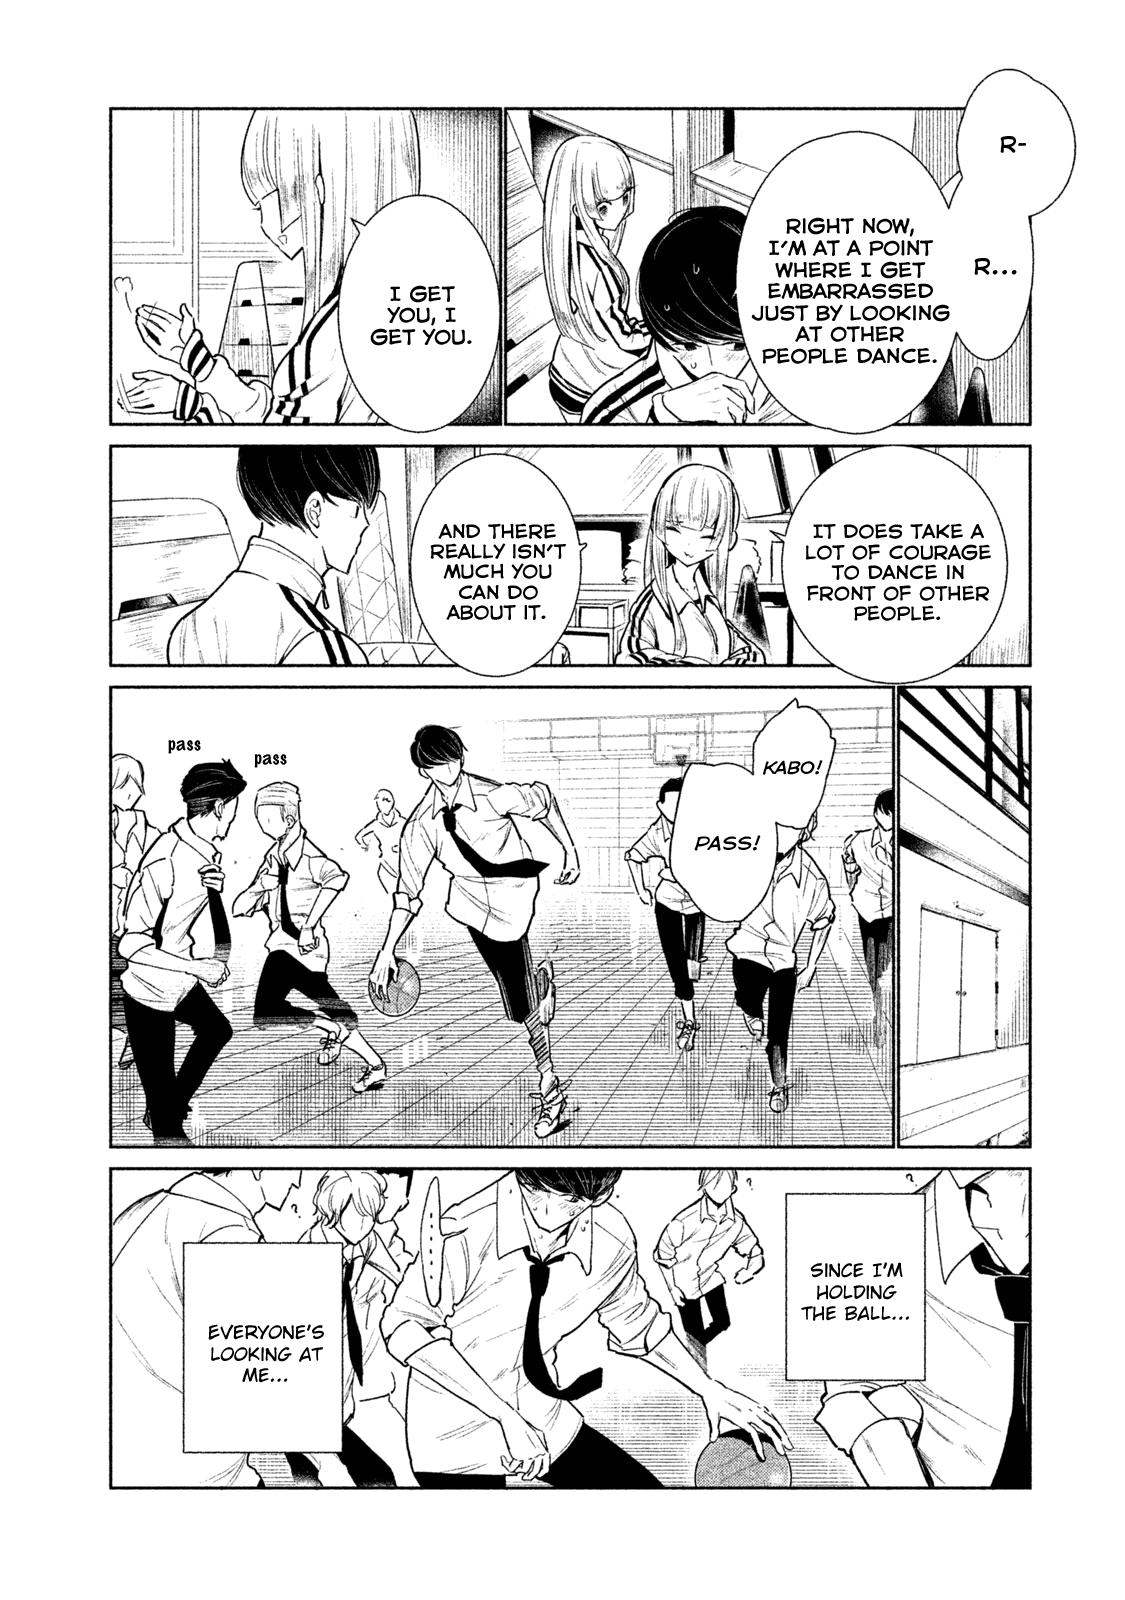 R-
R...
RIGHT NOW,
I'M AT A POINT
WHERE I GET
EMBARRASSED
JUST BY LOOKING
AT OTHER
PEOPLE DANCE.
I GET
YOU, I
GET YOU.
IT DOES TAKE A
LOT OF COURAGE
TO DANCE IN
FRONT OF OTHER
PEOPLE.
AND THERE
REALLY ISN'T
MUCH YOU
CAN DO
ABOUT IT.
KABO!
PASS!
pass
pass
SINCE I'M
HOLDING
THE BALL...
?
?
......
EVERYONE'S
LOOKING AT
ME...